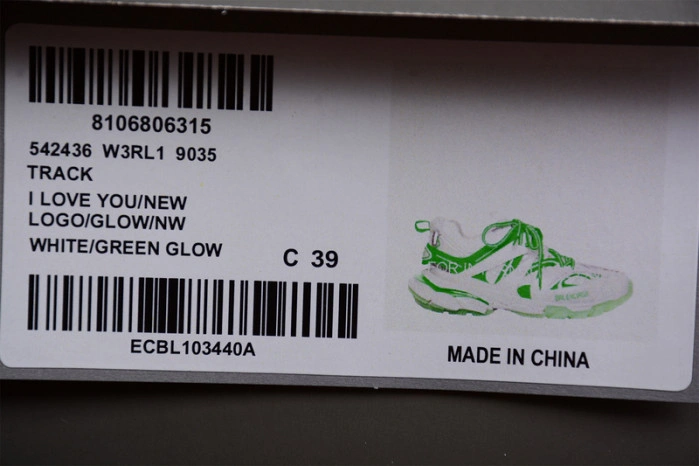 8106806315
542436 W3RL1 9035
TRACK
I LOVE YOU/NEW
LOGO/GLOW/NW
WHITE/GREEN GLOW
C 39
ECBL103440A
MADE IN CHINA